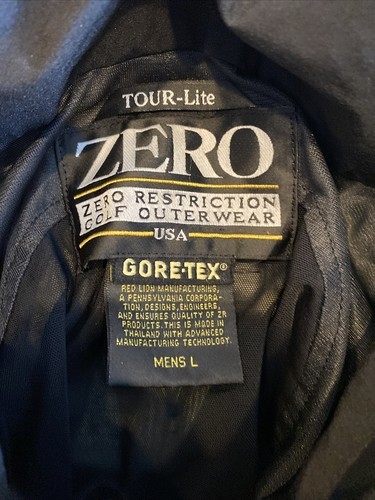 TOUR-Lite
ZERO
ZERO RESTRICTION
GOLF OUTERWEAR
USA
GORE-TEX®
RED LION MANUFACTURING,
A PENNSYLVANIA CORPORA-
TION, DESIGNS, ENGINEERS,
AND ENSURES QUALITY OF ZR
PRODUCTS. THIS IS MADE IN
THAILAND WITH ADVANCED
MANUFACTURING TECHNOLOGY.
MENS L